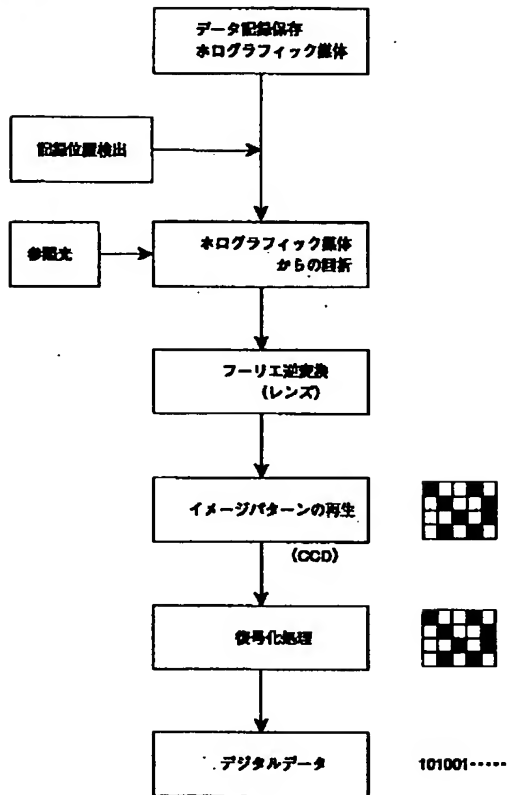 データ記録保存
ホログラフィック媒体
記録位置検出
参照光
ホログラフィック媒体
からの回折
フーリエ逆変換
(レンズ)
イメージパターンの再生
(CCD)
復号化処理
デジタルデータ
101001·····